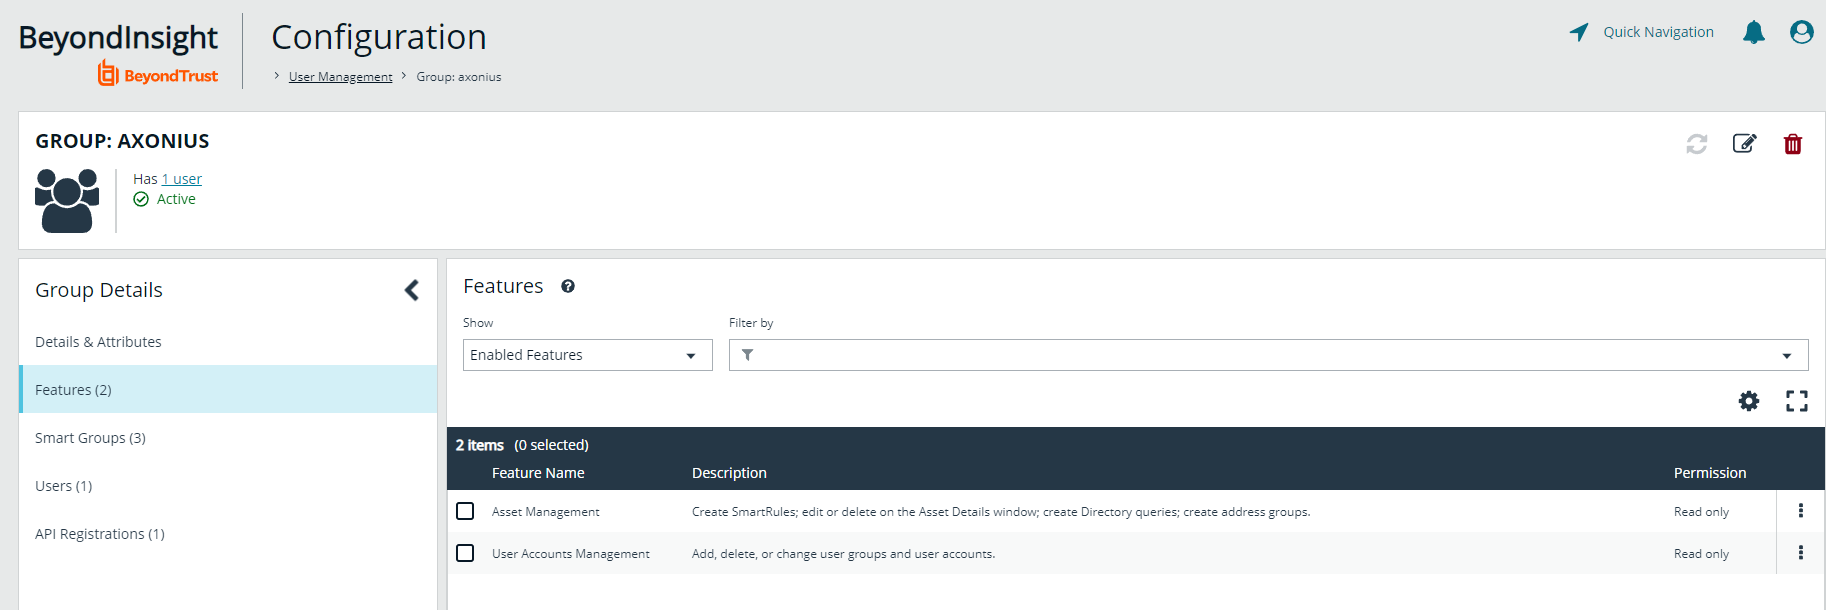 BeyondInsight
BeyondTrust
Configuration
> User Management > Group: axonius
Quick Navigation
GROUP: AXONIUS
Has 1 user
Active
Group Details
Details & Attributes
Features (2)
Smart Groups (3)
Users (1)
API Registrations (1)
Features ?
Show
Filter by
Enabled Features
2 items (0 selected)
Feature Name Description Permission
Asset Management Create SmartRules; edit or delete on the Asset Details window; create Directory queries; create address groups. Read only
User Accounts Management Add, delete, or change user groups and user accounts. Read only